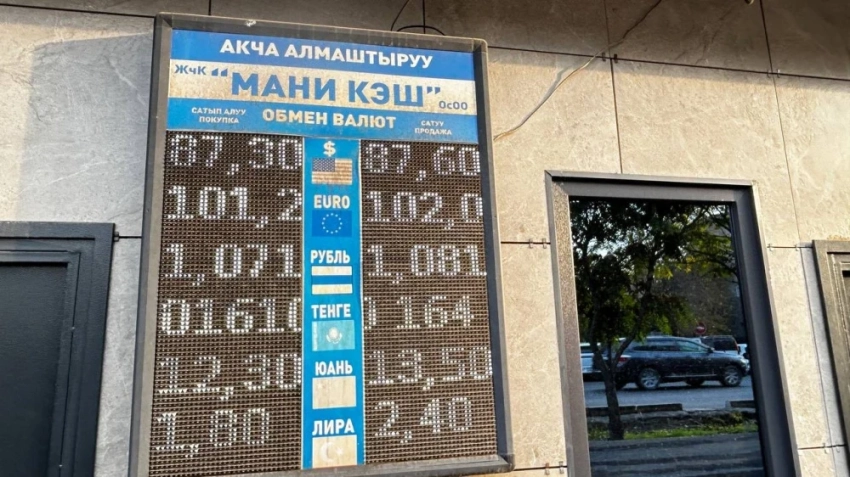 АКЧА АЛМАШТЫРУУ
ЖчК “МАНИ КЭШ” ОсОО
САТЫП АЛУУ ОБМЕН ВАЛЮТ САТУУ
ПОКУПКА ПРОДАЖА
87,30 $ 87,60
101,2 EURO 102,0
1,071 РУБЛЬ 1,081
01610 ТЕНГЕ 0 164
12,30 ЮАНЬ 13,50
1,80 ЛИРА 2,40